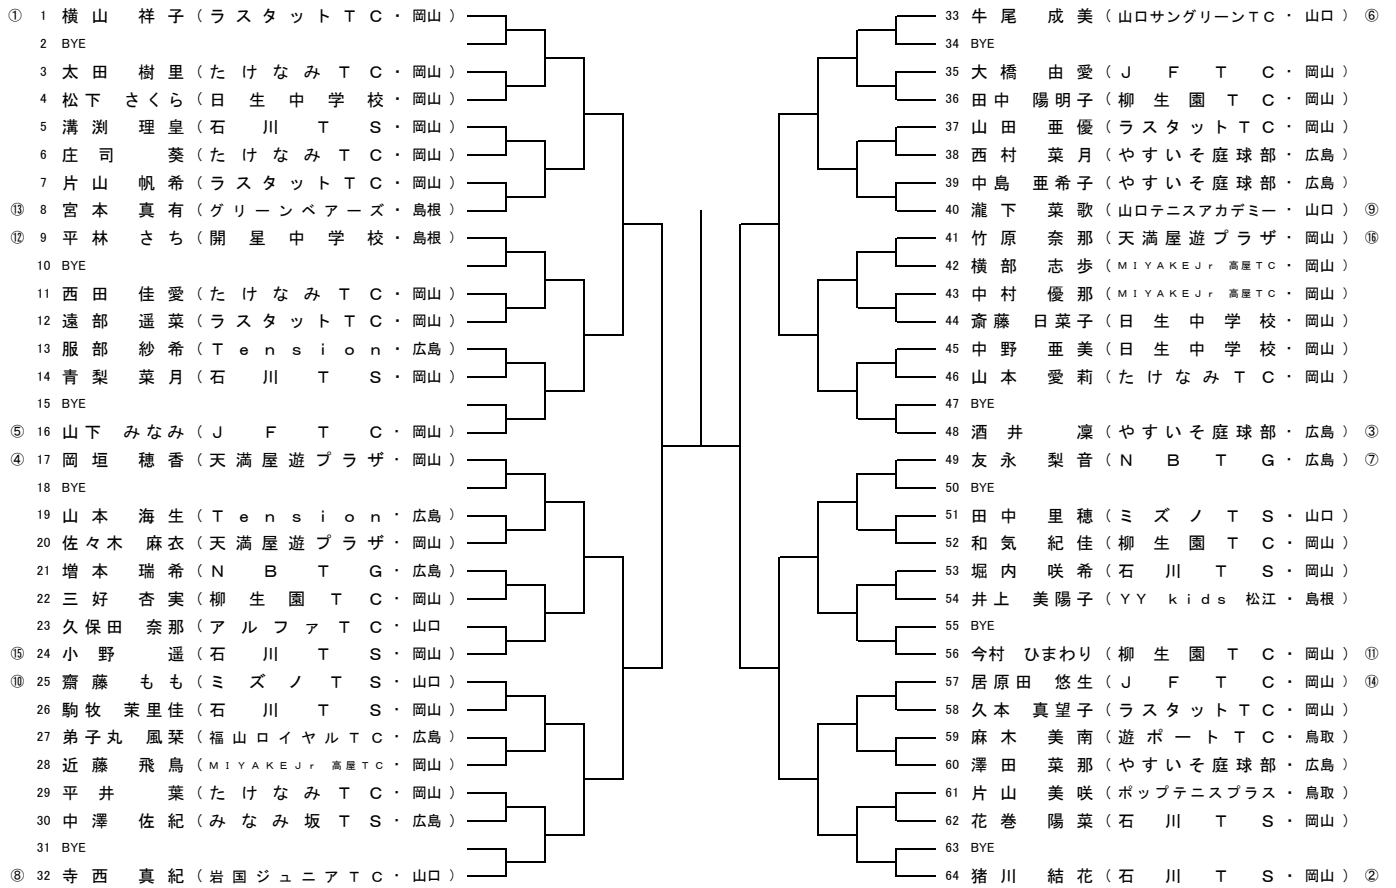 ① 1 横山 祥子 (ラスタットTC・岡山)
2 BYE
3 太田 樹里 (たけなみTC・岡山)
4 松下 さくら (日生中学校・岡山)
5 溝渕 理皇 (石川TS・岡山)
6 庄司 葵 (たけなみTC・岡山)
7 片山 帆希 (ラスタットTC・岡山)
⑬ 8 宮本 真有 (グリーンベアーズ・島根)
⑫ 9 平林 さち (開星中学校・島根)
10 BYE
11 西田 佳愛 (たけなみTC・岡山)
12 遠部 遥菜 (ラスタットTC・岡山)
13 服部 紗希 (Tension・広島)
14 青梨 菜月 (石川TS・岡山)
15 BYE
⑤ 16 山下 みなみ (JFTC・岡山)
④ 17 岡垣 穂香 (天満屋遊プラザ・岡山)
18 BYE
19 山本 海生 (Tension・広島)
20 佐々木 麻衣 (天満屋遊プラザ・岡山)
21 増本 瑞希 (NBTG・広島)
22 三好 杏実 (柳生園TC・岡山)
23 久保田 奈那 (アルファTC・山口
⑮ 24 小野 遥 (石川TS・岡山)
⑩ 25 齋藤 もも (ミズノTS・山口)
26 駒牧 茉里佳 (石川TS・岡山)
27 弟子丸 風栞 (福山ロイヤルTC・広島)
28 近藤 飛鳥 (MIYAKEJr 高屋TC・岡山)
29 平井 葉 (たけなみTC・岡山)
30 中澤 佐紀 (みなみ坂TS・広島)
31 BYE
⑧ 32 寺西 真紀 (岩国ジュニアTC・山口)
33 牛尾 成美 (山口サングリーンTC・山口) ⑥
34 BYE
35 大橋 由愛 (JFTC・岡山)
36 田中 陽明子 (柳生園TC・岡山)
37 山田 亜優 (ラスタットTC・岡山)
38 西村 菜月 (やすいそ庭球部・広島)
39 中島 亜希子 (やすいそ庭球部・広島)
40 瀧下 菜歌 (山口テニスアカデミー・山口) ⑨
41 竹原 奈那 (天満屋遊プラザ・岡山) ⑯
42 横部 志歩 (MIYAKEJr 高屋TC・岡山)
43 中村 優那 (MIYAKEJr 高屋TC・岡山)
44 斎藤 日菜子 (日生中学校・岡山)
45 中野 亜美 (日生中学校・岡山)
46 山本 愛莉 (たけなみTC・岡山)
47 BYE
48 酒井 凜 (やすいそ庭球部・広島) ③
49 友永 梨音 (NBTG・広島) ⑦
50 BYE
51 田中 里穂 (ミズノTS・山口)
52 和気 紀佳 (柳生園TC・岡山)
53 堀内 咲希 (石川TS・岡山)
54 井上 美陽子 (YY kids 松江・島根)
55 BYE
56 今村 ひまわり (柳生園TC・岡山) ⑪
57 居原田 悠生 (JFTC・岡山) ⑭
58 久本 真望子 (ラスタットTC・岡山)
59 麻木 美南 (遊ポートTC・鳥取)
60 澤田 菜那 (やすいそ庭球部・広島)
61 片山 美咲 (ポップテニスプラス・鳥取)
62 花巻 陽菜 (石川TS・岡山)
63 BYE
64 猪川 結花 (石川TS・岡山) ②